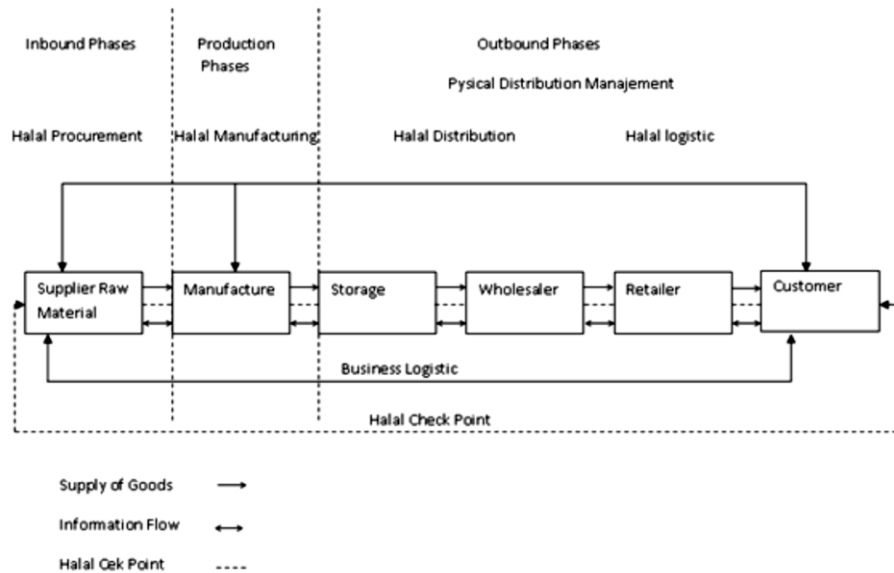 Inbound Phases
Production
Phases
Outbound Phases
Pysical Distribution Manajement
Halal Procurement
Halal Manufacturing
Halal Distribution
Halal logistic
Supplier Raw
Material
Manufacture
Storage
Wholesaler
Retailer
Customer
Business Logistic
Halal Check Point
Supply of Goods
Information Flow
Halal Cek Point